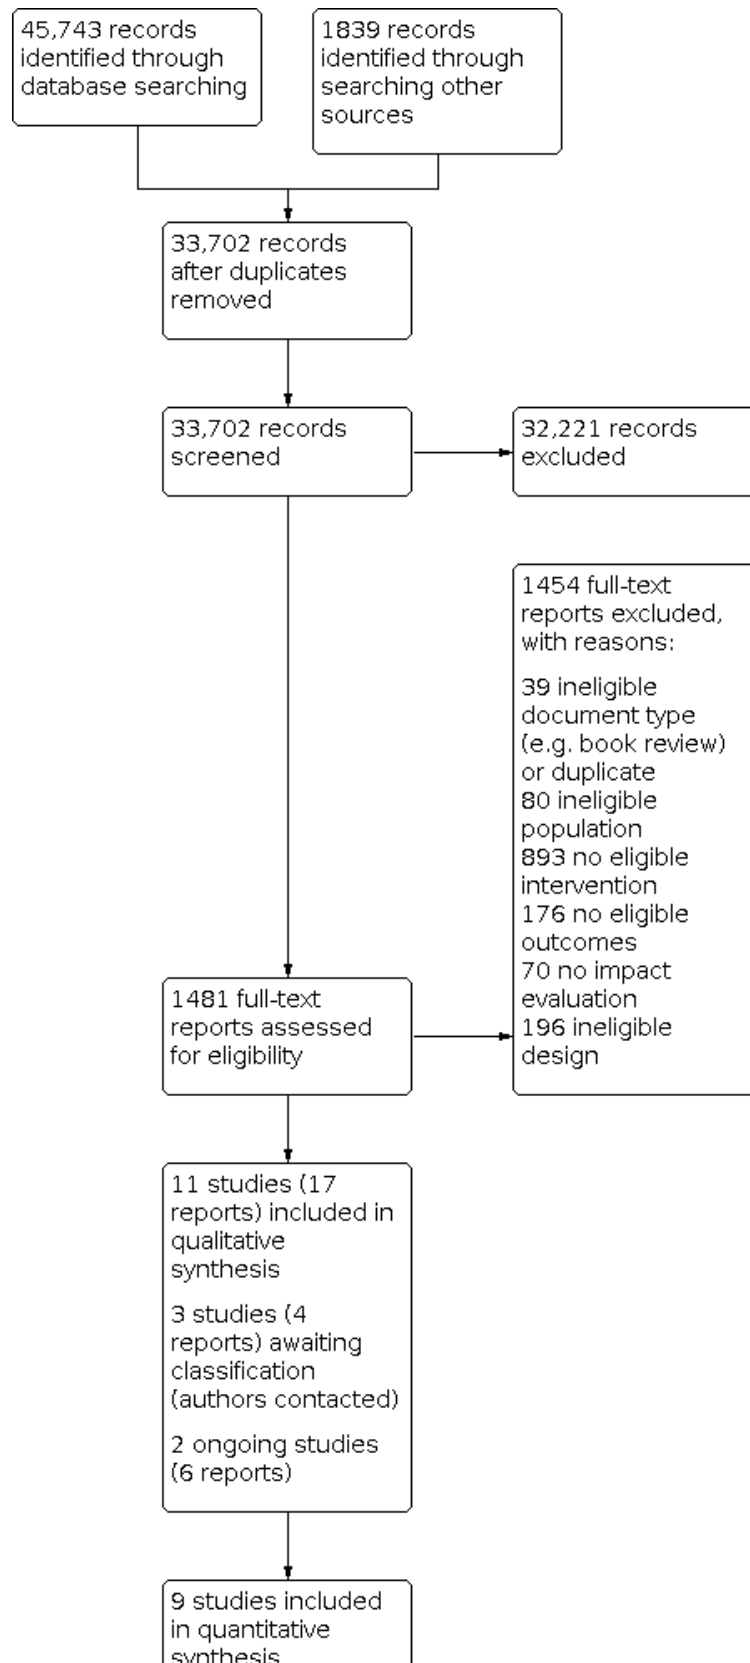 45,743 records
identified through
database searching
1839 records
identified through
searching other
sources
33,702 records
after duplicates
removed
33,702 records
screened
32,221 records
excluded
1454 full-text
reports excluded,
with reasons:
39 ineligible
document type
(e.g. book review)
or duplicate
80 ineligible
population
893 no eligible
intervention
176 no eligible
outcomes
70 no impact
evaluation
196 ineligible
design
1481 full-text
reports assessed
for eligibility
11 studies (17
reports) included in
qualitative
synthesis
3 studies (4
reports) awaiting
classification
(authors contacted)
2 ongoing studies
(6 reports)
9 studies included
in quantitative
synthesis